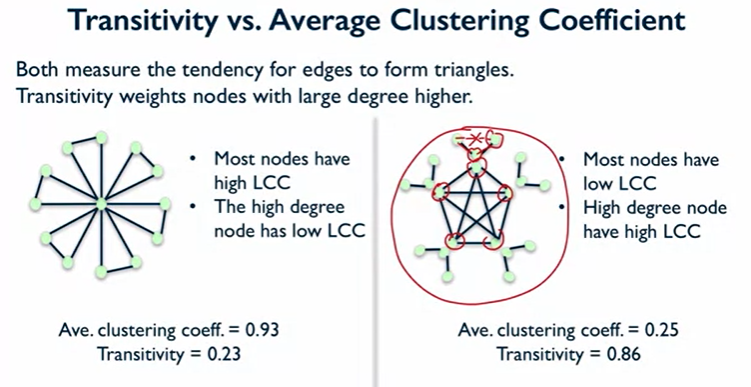 Transitivity vs. Average Clustering Coefficient
Both measure the tendency for edges to form triangles.
Transitivity weights nodes with large degree higher.
• Most nodes have
high LCC
• The high degree
node has low LCC
Ave. clustering coeff. = 0.93
Transitivity = 0.23
• Most nodes have
low LCC
• High degree node
have high LCC
Ave. clustering coeff. = 0.25
Transitivity = 0.86